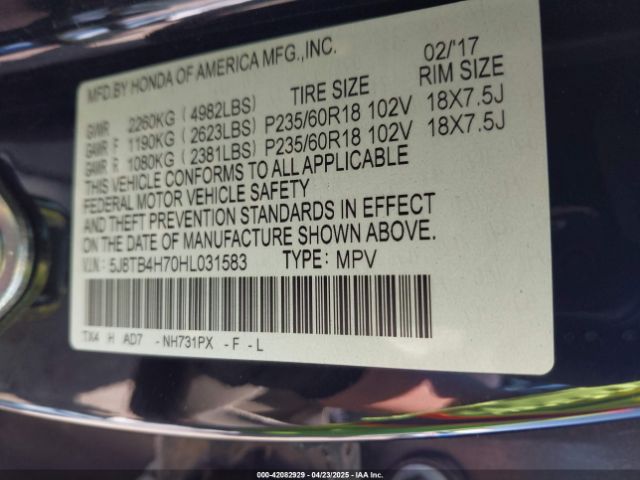 MFD.BY HONDA OF AMERICA MFG.,INC. 02/'17
TIRE SIZE RIM SIZE
GVWR 2260KG ( 4982LBS)
GAWR F 1190KG ( 2623LBS) P235/60R18 102V 18X7.5J
GAWR R 1080KG ( 2381LBS) P235/60R18 102V 18X7.5J
THIS VEHICLE CONFORMS TO ALL APPLICABLE
FEDERAL MOTOR VEHICLE SAFETY
AND THEFT PREVENTION STANDARDS IN EFFECT
ON THE DATE OF MANUFACTURE SHOWN ABOVE.
V.I.N: 5J8TB4H70HL031583 TYPE: MPV
TX4 H AD7 - NH731PX - F - L
000-42082929 - 04/23/2025 - IAA Inc.